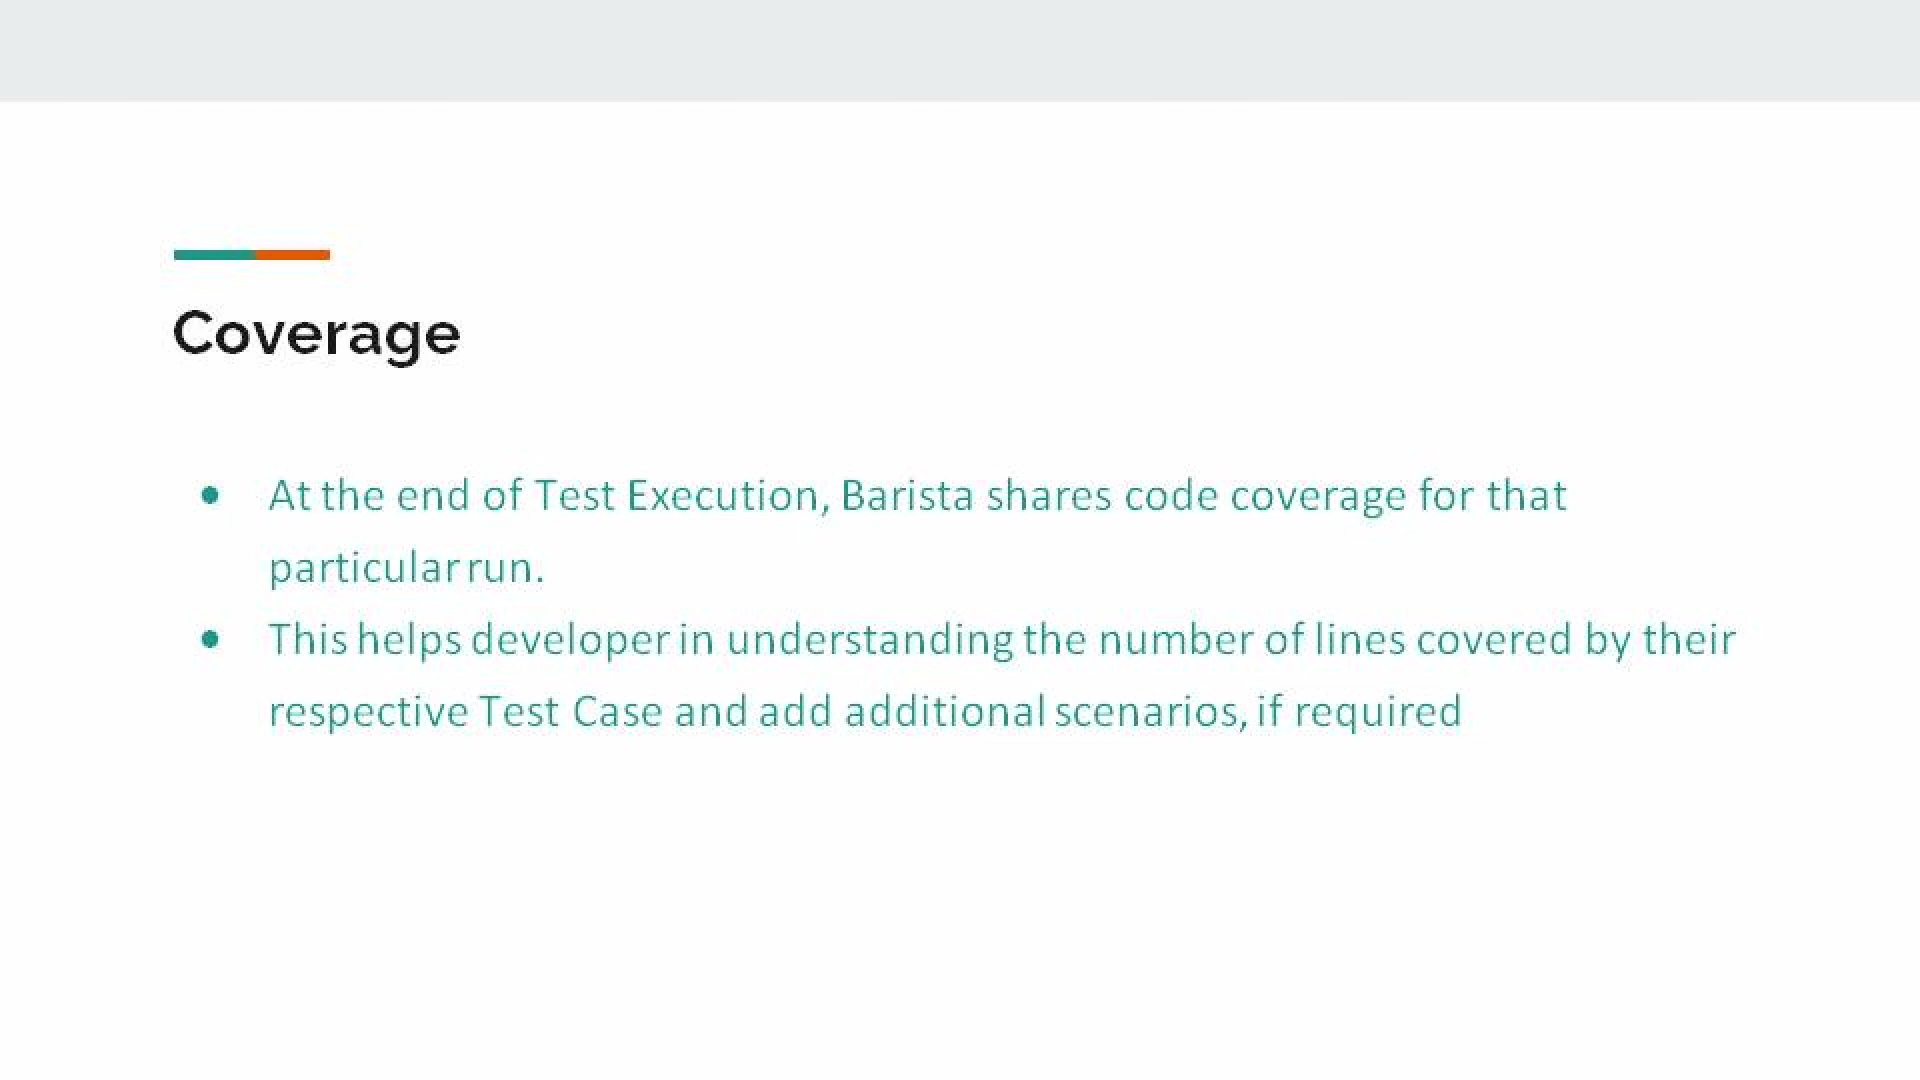 Coverage
● At the end of Test Execution, Barista shares code coverage for that
particular run.
● This helps developer in understanding the number of lines covered by their
respective Test Case and add additional scenarios, if required